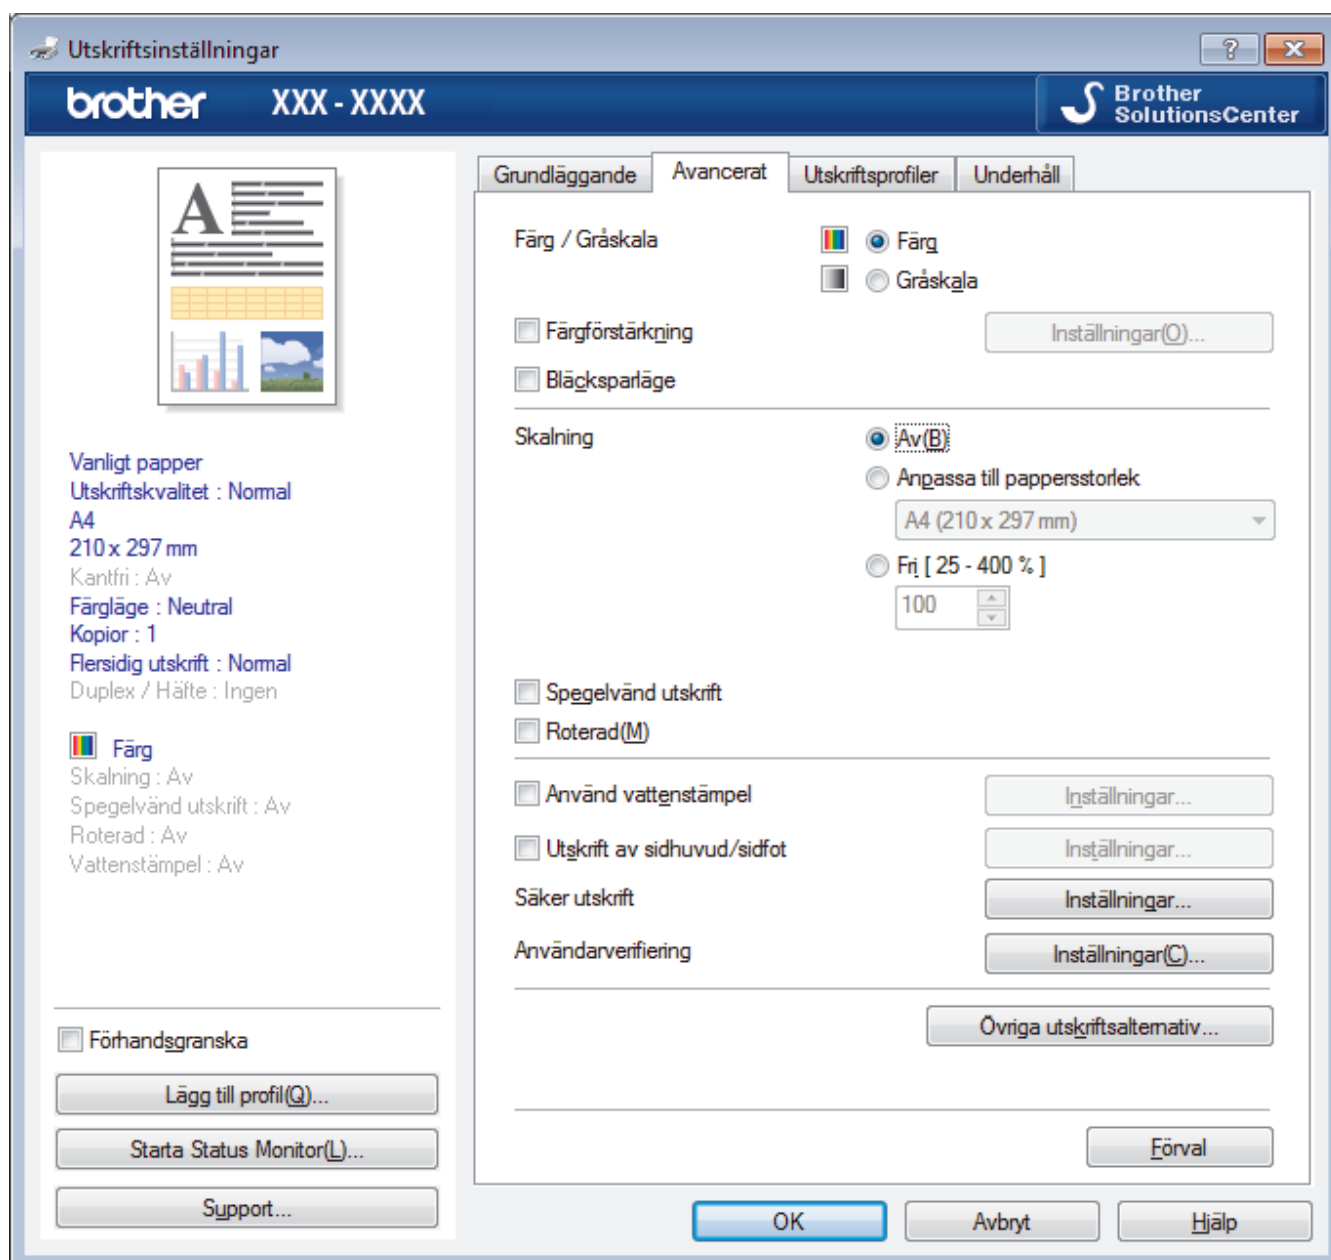 Utskriftsinställningar
brother XXX - XXXX
Brother
SolutionsCenter
A
Vanligt papper
Utskriftskvalitet : Normal
A4
210 x 297 mm
Kantfri : Av
Färgläge : Neutral
Kopior : 1
Flersidig utskrift : Normal
Duplex / Häfte : Ingen
Färg
Skalning : Av
Spegelvänd utskrift : Av
Roterad : Av
Vattenstämpel : Av
Förhandsgranska
Lägg till profil(Q)...
Starta Status Monitor(L)...
Support...
Grundläggande Avancerat Utskriftsprofiler Underhåll
Färg / Gråskala Färg
Gråskala
Färgförstärkning Inställningar(O)...
Bläcksparläge
Skalning Av(B)
Anpassa till pappersstorlek
A4 (210 x 297 mm)
Fri [ 25 - 400 % ]
100
Spegelvänd utskrift
Roterad(M)
Använd vattenstämpel Inställningar...
Utskrift av sidhuvud/sidfot Inställningar...
Säker utskrift Inställningar...
Användarverifiering Inställningar(C)...
Övriga utskriftsalternativ...
Förval
OK Avbryt Hjälp